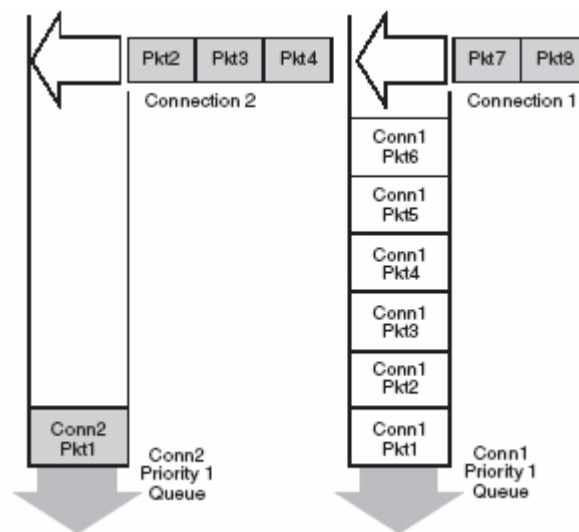 Pkt2 Pkt3 Pkt4
Connection 2
Pkt7 Pkt8
Connection 1
Conn1
Pkt6
Conn1
Pkt5
Conn1
Pkt4
Conn1
Pkt3
Conn1
Pkt2
Conn2
Pkt1
Conn2
Priority 1
Queue
Conn1
Pkt1
Conn1
Priority 1
Queue